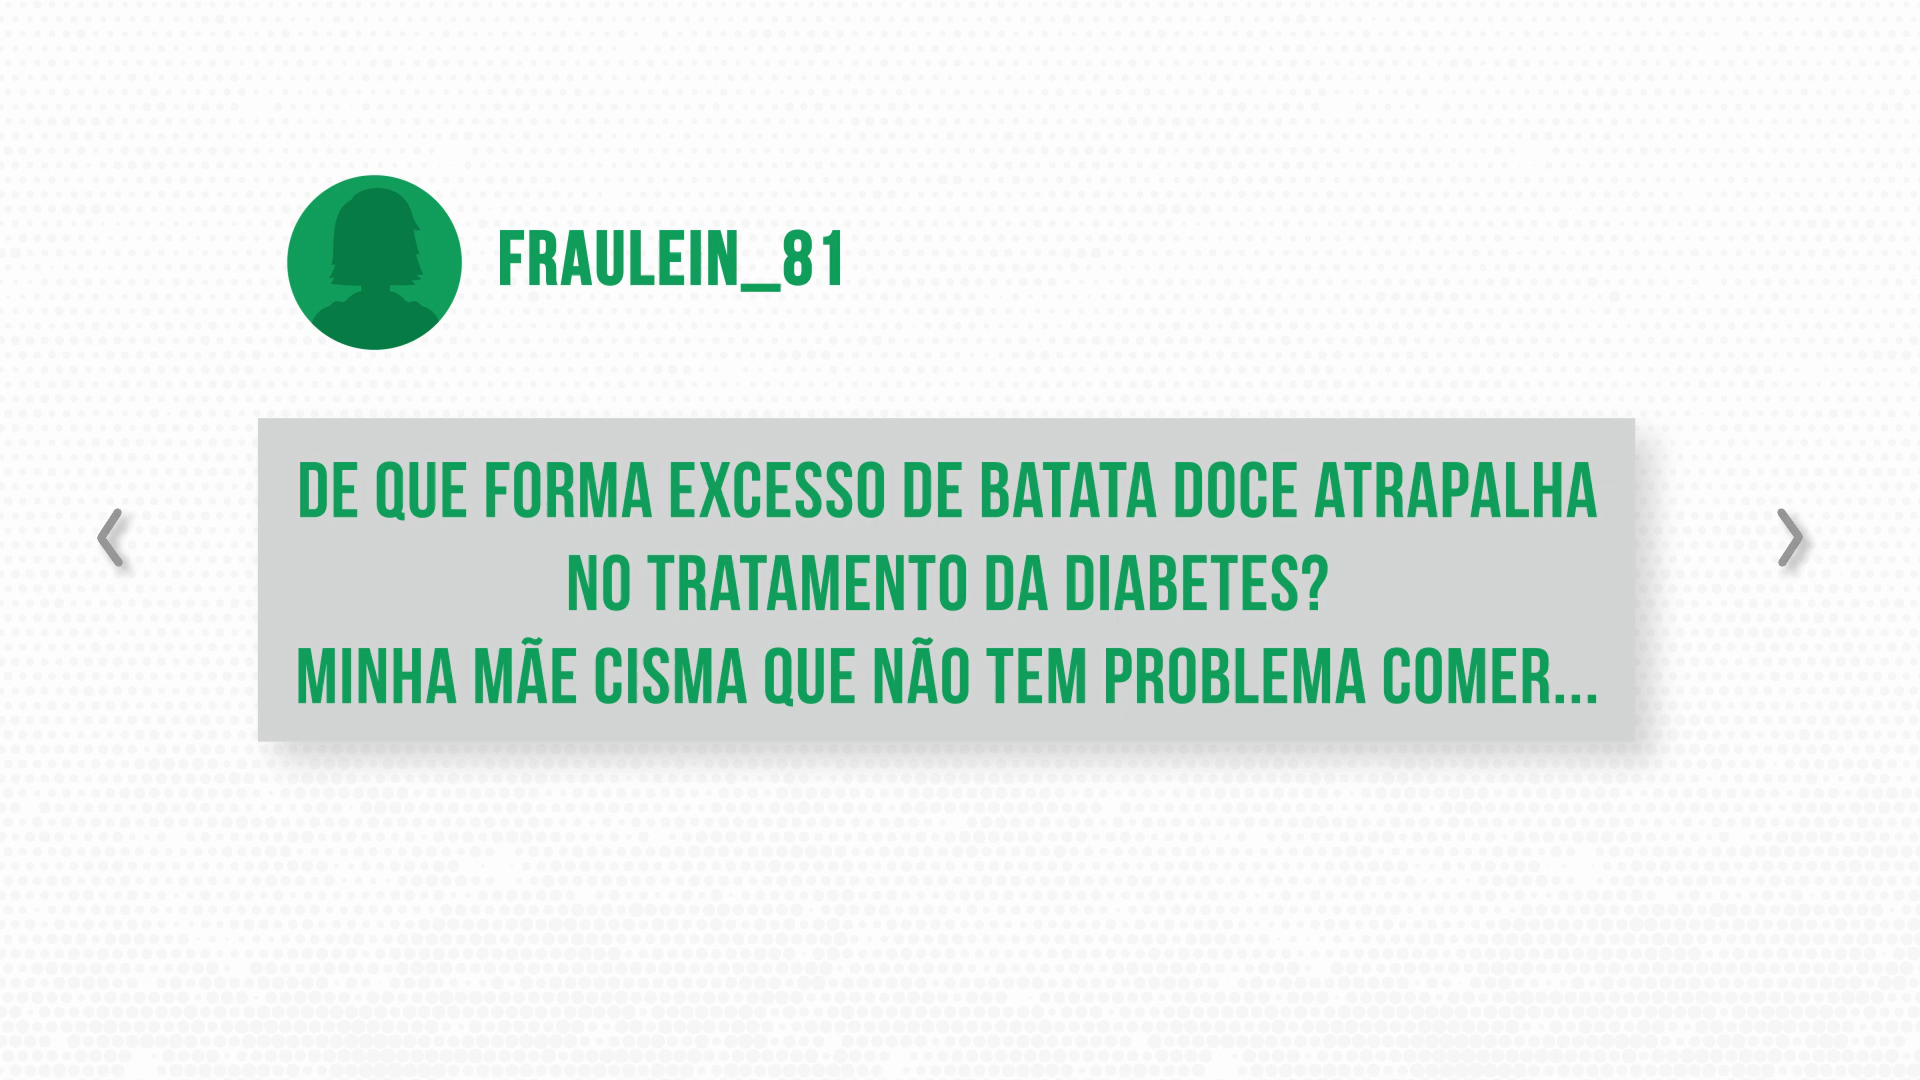 FRAULEIN_81
DE QUE FORMA EXCESSO DE BATATA DOCE ATRAPALHA
NO TRATAMENTO DA DIABETES?
MINHA MÃE CISMA QUE NÃO TEM PROBLEMA COMER...